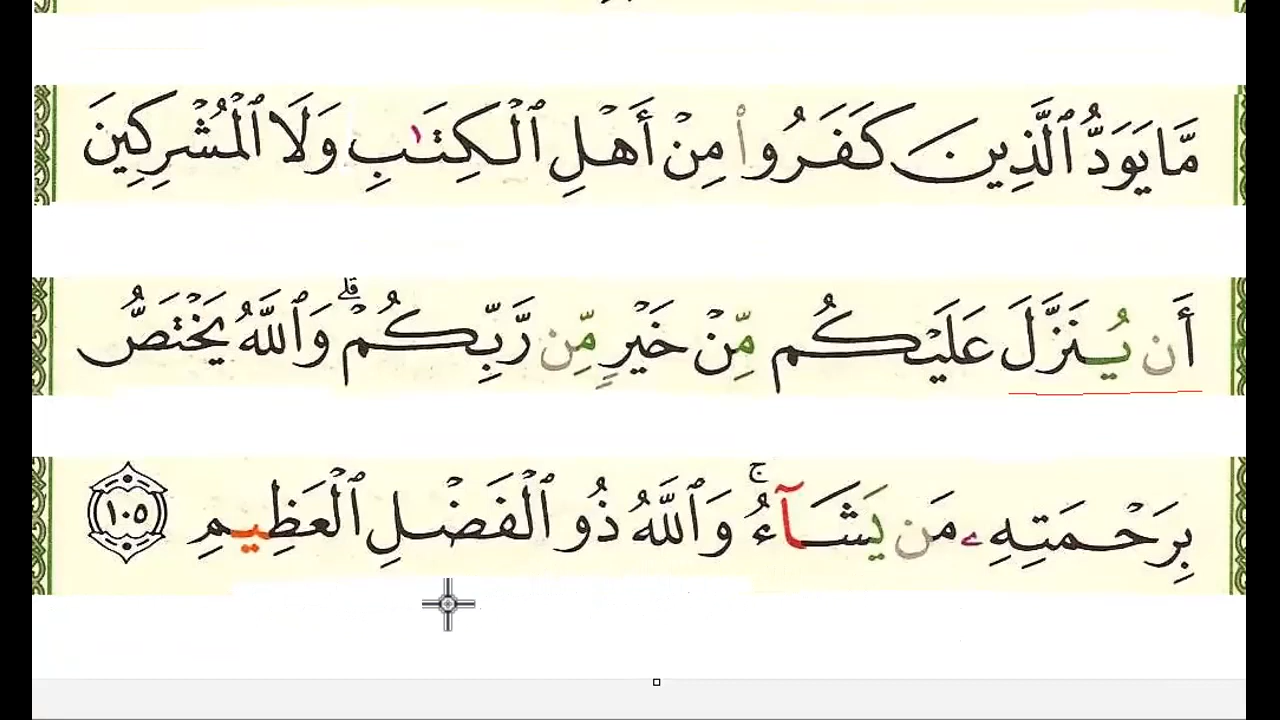 مَّا يَوَدُّ ٱلَّذِينَ كَفَرُوا۟ مِنْ أَهْلِ ٱلْكِتَـٰبِ وَلَا ٱلْمُشْرِكِينَ
أَن يُنَزَّلَ عَلَيْكُم مِّنْ خَيْرٍ مِّن رَّبِّكُمْ ۗ وَٱللَّهُ يَخْتَصُّ
بِرَحْمَتِهِۦ مَن يَشَآءُ ۚ وَٱللَّهُ ذُو ٱلْفَضْلِ ٱلْعَظِيمِ ١٠٥